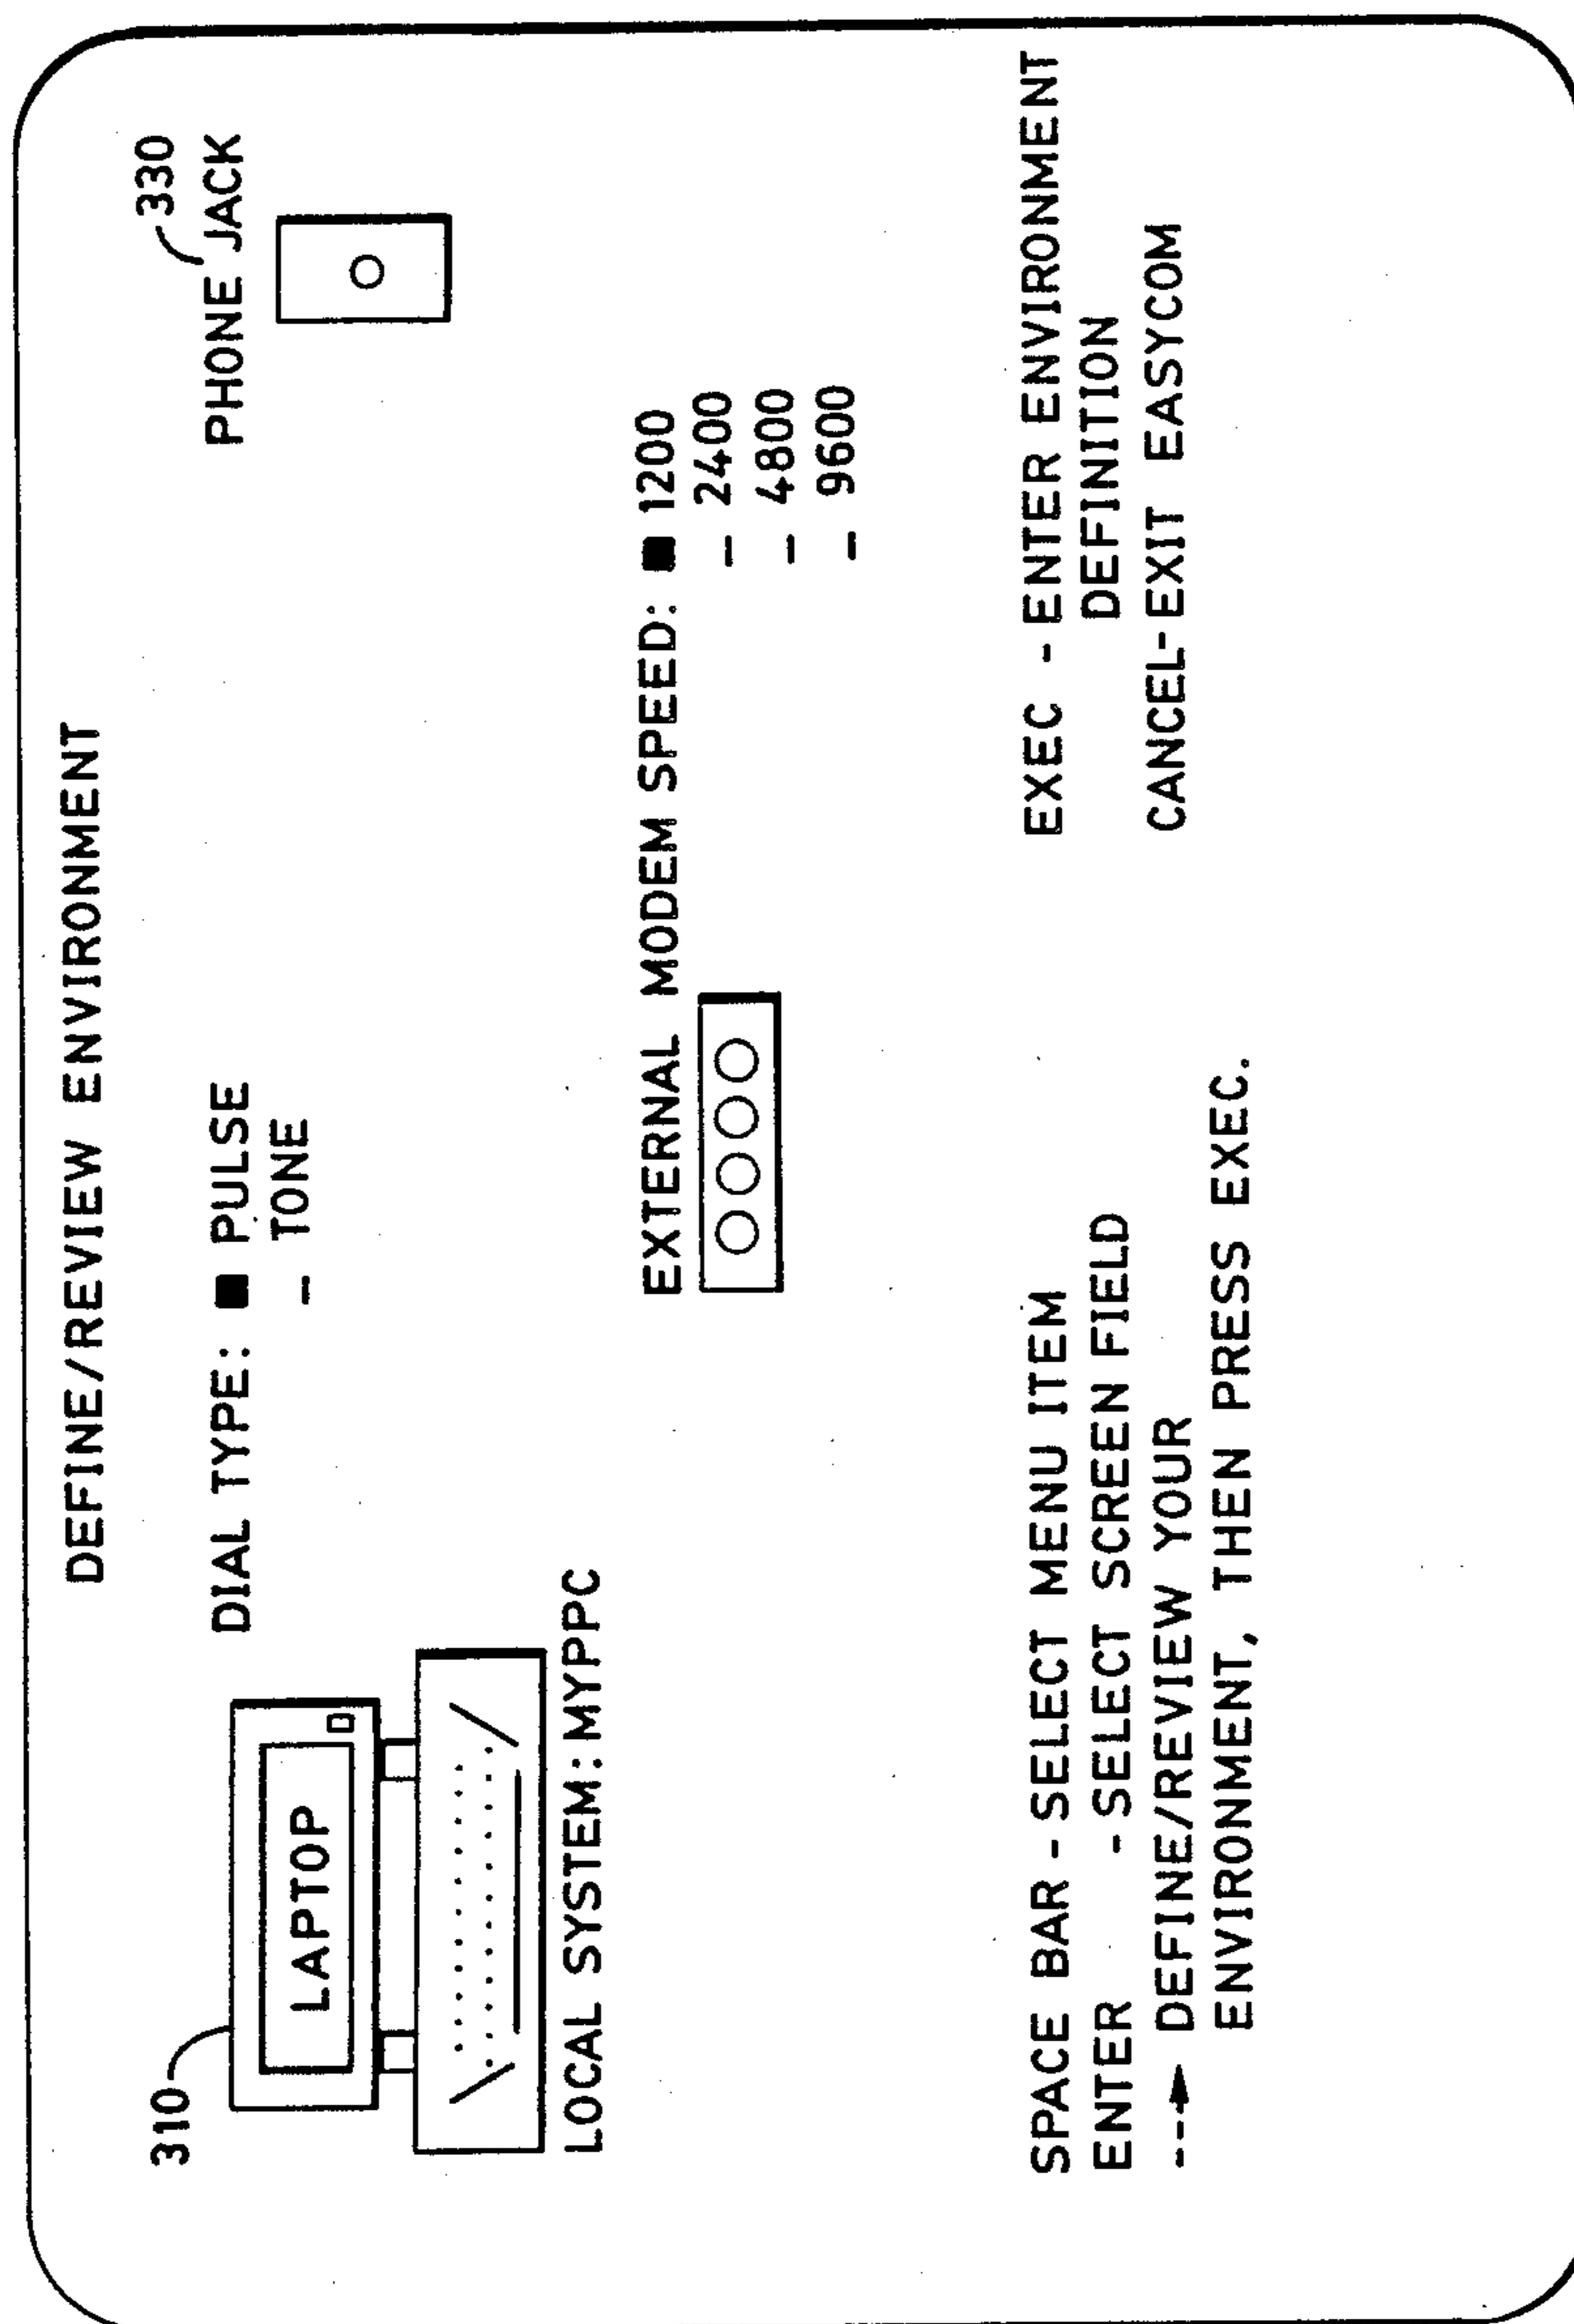 DEFINE/REVIEW ENVIRONMENT
310
330
LAPTOP
DIAL TYPE: ■ PULSE
- TONE
PHONE JACK
LOCAL SYSTEM:MYPPC
EXTERNAL MODEM SPEED: ■ 1200
- 2400
- 4800
- 9600
SPACE BAR - SELECT MENU ITEM
ENTER - SELECT SCREEN FIELD
---► DEFINE/REVIEW YOUR
ENVIRONMENT, THEN PRESS EXEC.
EXEC - ENTER ENVIRONMENT
DEFINITION
CANCEL-EXIT EASYCOM